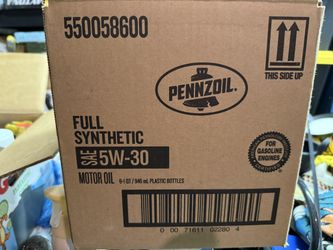 550058600
THIS SIDE UP
PENNZOIL®
FULL
SYNTHETIC
SAE 5W-30
MOTOR OIL 6-1 QT / 946 mL PLASTIC BOTTLES
FOR
GASOLINE
ENGINES
0 00 71611 02280 4